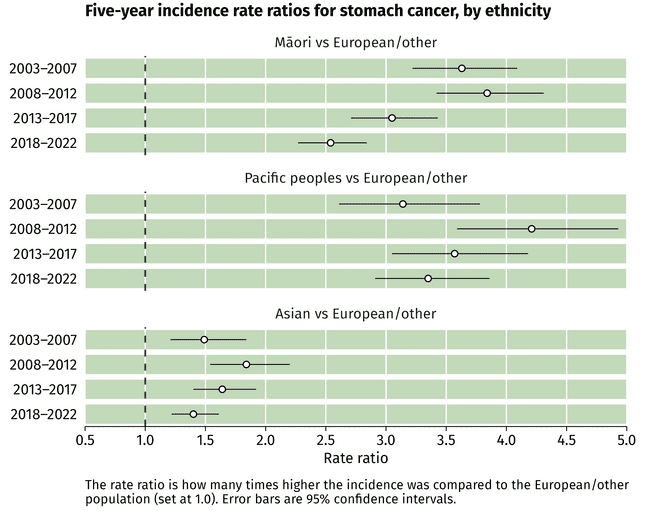 Five-year incidence rate ratios for stomach cancer, by ethnicity
Māori vs European/other
2003–2007
2008–2012
2013–2017
2018–2022
Pacific peoples vs European/other
2003–2007
2008–2012
2013–2017
2018–2022
Asian vs European/other
2003–2007
2008–2012
2013–2017
2018–2022
0.5 1.0 1.5 2.0 2.5 3.0 3.5 4.0 4.5 5.0
Rate ratio
The rate ratio is how many times higher the incidence was compared to the European/other
population (set at 1.0). Error bars are 95% confidence intervals.